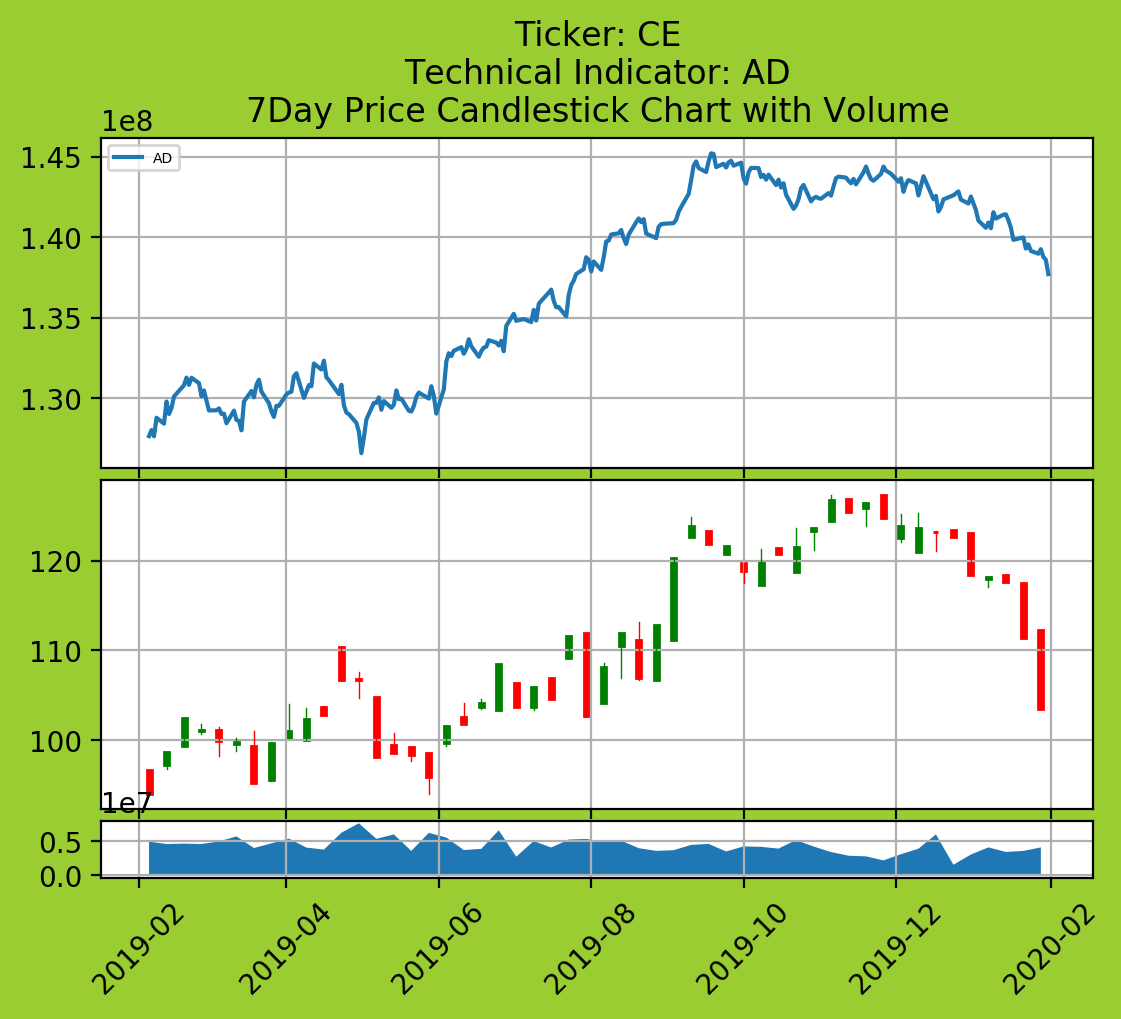 Ticker: CE
Technical Indicator: AD
7Day Price Candlestick Chart with Volume
1e8
AD
1.45
1.40
1.35
1.30
120
110
100
1e7
0.5
0.0
2019-02
2019-04
2019-06
2019-08
2019-10
2019-12
2020-02